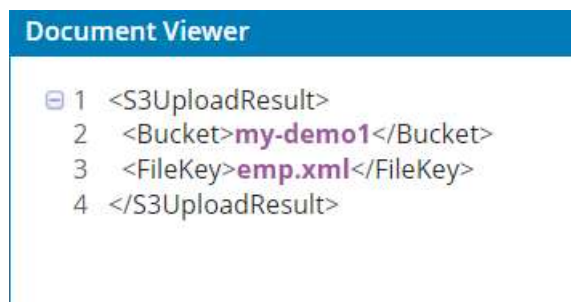 Document Viewer
1 <S3UploadResult>
2 <Bucket>my-demo1</Bucket>
3 <FileKey>emp.xml</FileKey>
4 </S3UploadResult>